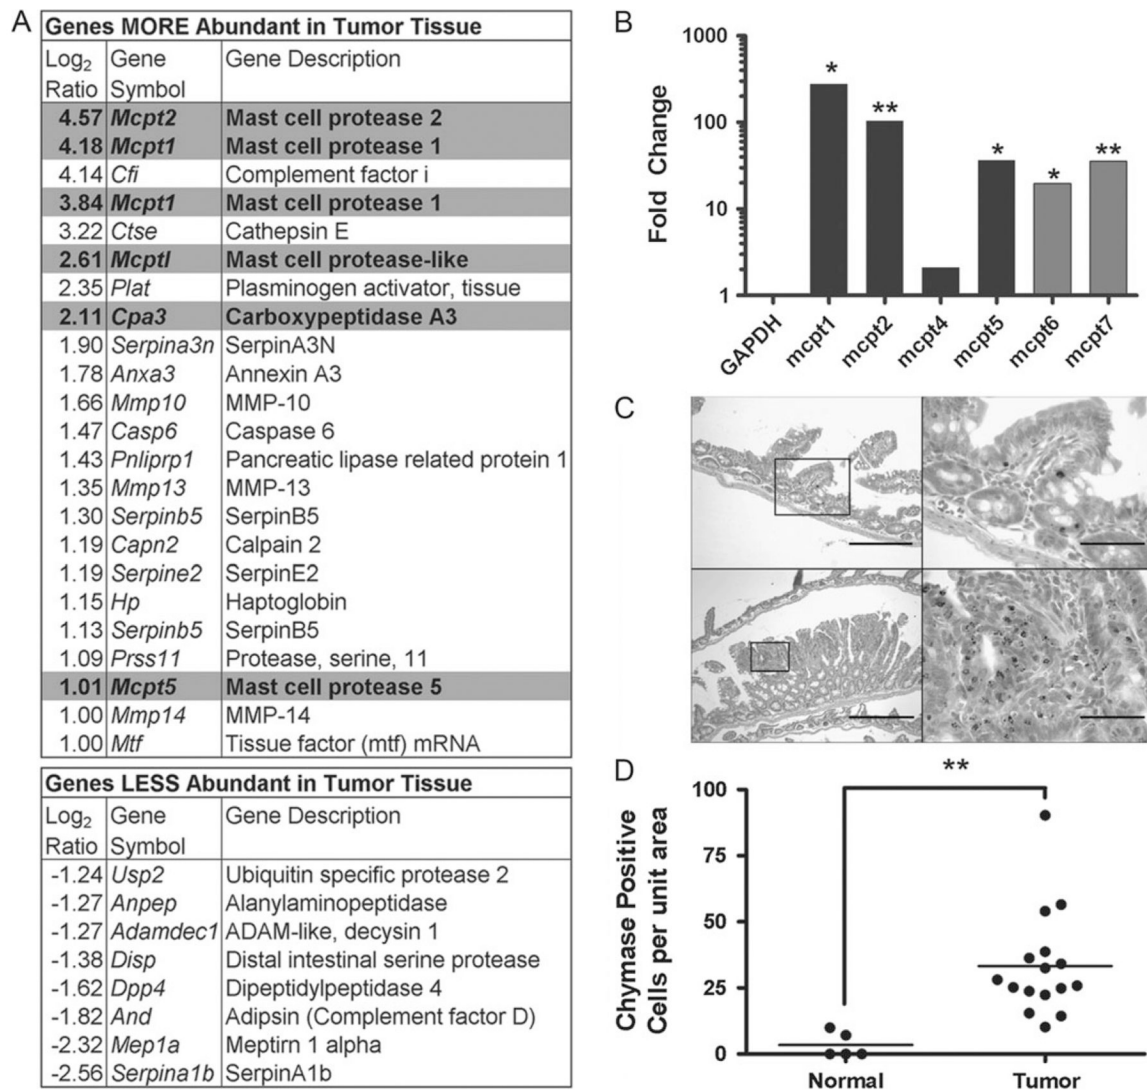 A
Genes MORE Abundant in Tumor Tissue
Log2 Ratio Gene Symbol Gene Description
4.57 Mcpt2 Mast cell protease 2
4.18 Mcpt1 Mast cell protease 1
4.14 Cfi Complement factor i
3.84 Mcpt1 Mast cell protease 1
3.22 Ctse Cathepsin E
2.61 Mcptl Mast cell protease-like
2.35 Plat Plasminogen activator, tissue
2.11 Cpa3 Carboxypeptidase A3
1.90 Serpina3n SerpinA3N
1.78 Anxa3 Annexin A3
1.66 Mmp10 MMP-10
1.47 Casp6 Caspase 6
1.43 Pnliprp1 Pancreatic lipase related protein 1
1.35 Mmp13 MMP-13
1.30 Serpinb5 SerpinB5
1.19 Capn2 Calpain 2
1.19 Serpine2 SerpinE2
1.15 Hp Haptoglobin
1.13 Serpinb5 SerpinB5
1.09 Prss11 Protease, serine, 11
1.01 Mcpt5 Mast cell protease 5
1.00 Mmp14 MMP-14
1.00 Mtf Tissue factor (mtf) mRNA
Genes LESS Abundant in Tumor Tissue
Log2 Ratio Gene Symbol Gene Description
-1.24 Usp2 Ubiquitin specific protease 2
-1.27 Anpep Alanylaminopeptidase
-1.27 Adamdec1 ADAM-like, decysin 1
-1.38 Disp Distal intestinal serine protease
-1.62 Dpp4 Dipeptidylpeptidase 4
-1.82 And Adipsin (Complement factor D)
-2.32 Mep1a Meptirn 1 alpha
-2.56 Serpina1b SerpinA1b
B
Fold Change
1000
100
10
1
* ** * * **
GAPDH mcpt1 mcpt2 mcpt4 mcpt5 mcpt6 mcpt7
C
D
Chymase Positive
Cells per unit area
100
75
50
25
0
**
Normal Tumor